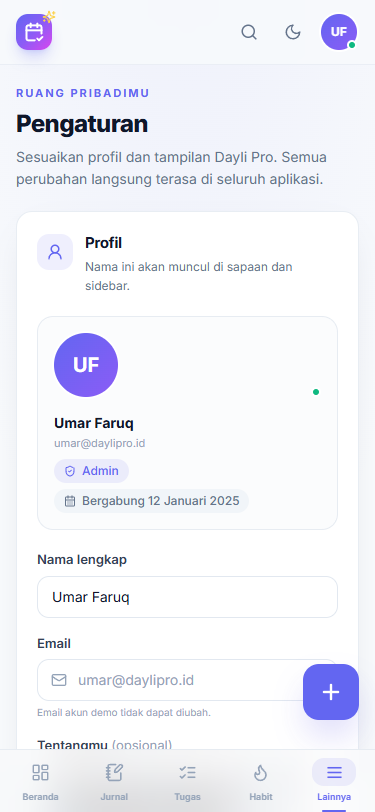 UF
RUANG PRIBADIMU
Pengaturan
Sesuaikan profil dan tampilan Dayli Pro. Semua
perubahan langsung terasa di seluruh aplikasi.
Profil
Nama ini akan muncul di sapaan dan
sidebar.
UF
Umar Faruq
umar@daylipro.id
Admin
Bergabung 12 Januari 2025
Nama lengkap
Umar Faruq
Email
umar@daylipro.id
Email akun demo tidak dapat diubah.
Tentangmu (opsional)
Beranda
Jurnal
Tugas
Habit
Lainnya